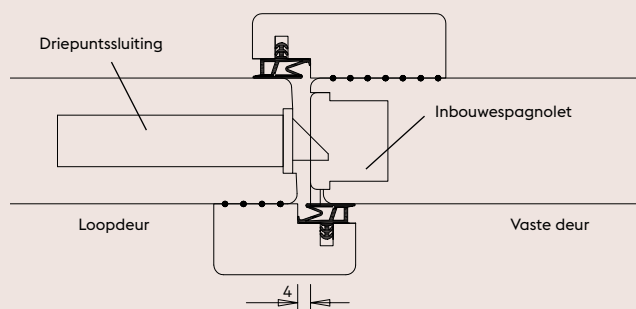 Driepuntssluiting
Inbouwespagnolet
Loopdeur
Vaste deur
4